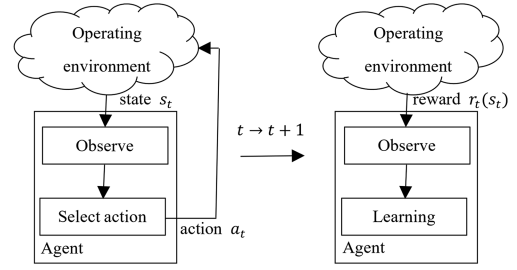 Operating
environment
state s_t
Observe
Select action
action a_t
Agent
t → t + 1
Operating
environment
reward r_t(s_t)
Observe
Learning
Agent